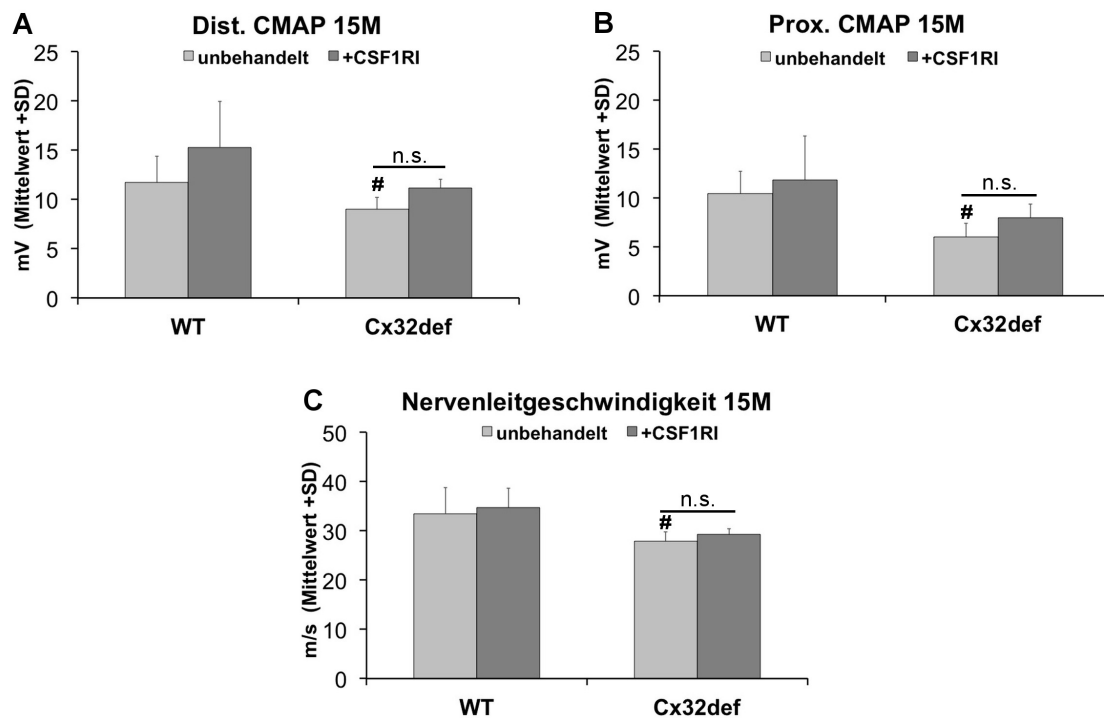 A
Dist. CMAP 15M
unbehandelt +CSF1RI
mV (Mittelwert +SD)
25
20
15
10
5
0
n.s.
#
WT Cx32def
B
Prox. CMAP 15M
unbehandelt +CSF1RI
mV (Mittelwert +SD)
25
20
15
10
5
0
n.s.
#
WT Cx32def
C
Nervenleitgeschwindigkeit 15M
unbehandelt +CSF1RI
m/s (Mittelwert +SD)
50
40
30
20
10
0
n.s.
#
WT Cx32def